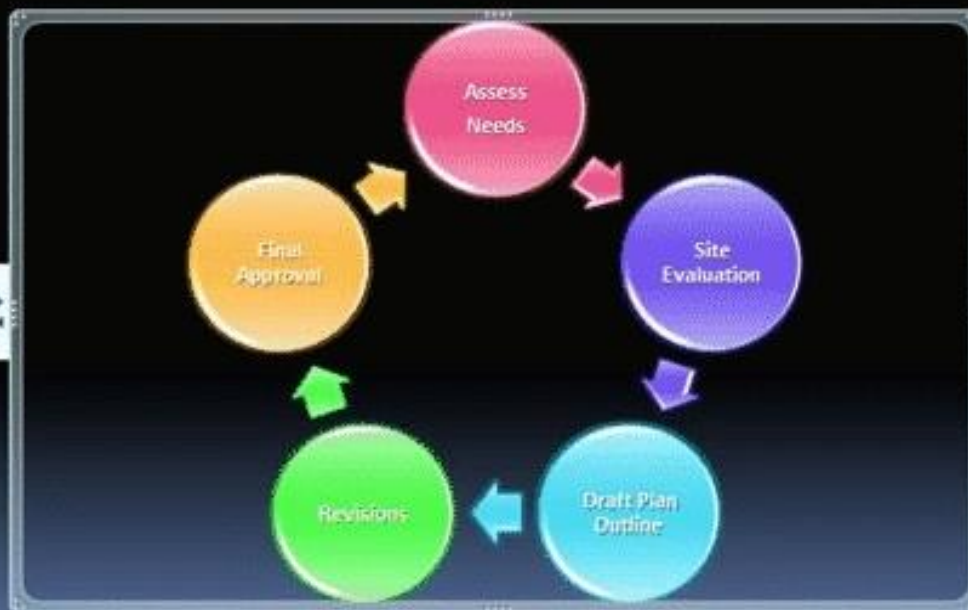 Assess
Needs
Site
Evaluation
Draft Plan
Outline
Revisions
Final
Approval